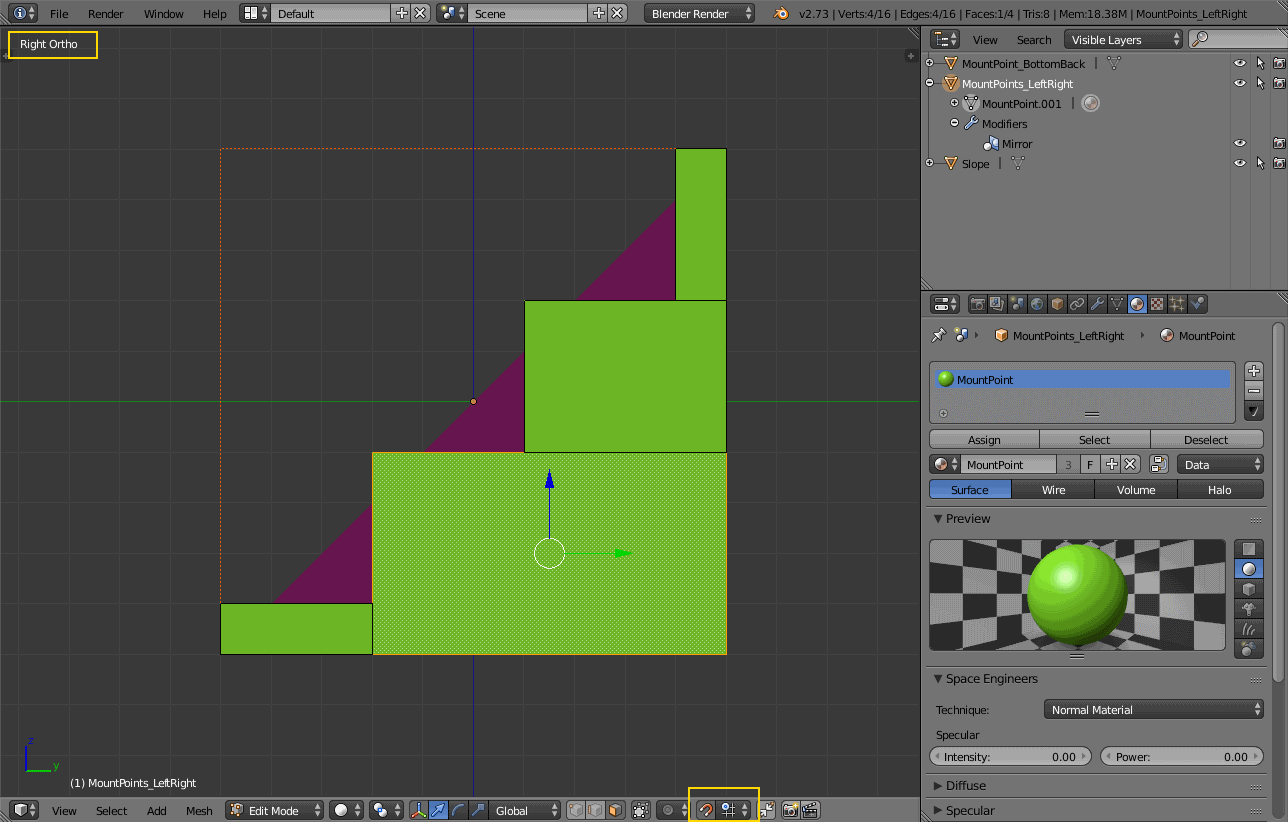 File Render Window Help Default Scene Blender Render v2.73 | Verts:4/16 | Edges:4/16 | Faces:1/4 | Tris:8 | Mem:18.38M | MountPoints_LeftRight
Right Ortho
View Search Visible Layers
MountPoint_BottomBack
MountPoints_LeftRight
MountPoint.001
Modifiers
Mirror
Slope
MountPoints_LeftRight MountPoint
MountPoint
Assign Select Deselect
MountPoint 3 F Data
Surface Wire Volume Halo
Preview
Space Engineers
Technique: Normal Material
Specular
Intensity: 0.00 Power: 0.00
Diffuse
Specular
z
y
(1) MountPoints_LeftRight
View Select Add Mesh Edit Mode Global